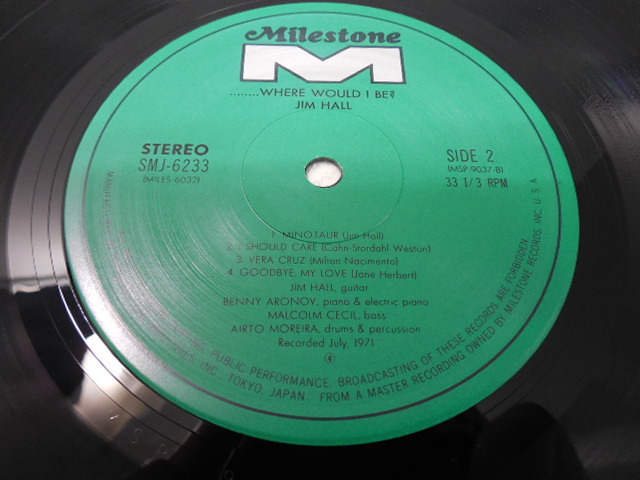 Milestone
M
........WHERE WOULD I BE?
JIM HALL
STEREO
SMJ-6233
(MILES-6032)
SIDE 2
(MSP-9037-B)
33 1/3 RPM
1. MINOTAUR (Jim Hall)
2. I SHOULD CARE (Cahn-Stordahl-Weston)
3. VERA CRUZ (Milton Nacimento)
4. GOODBYE, MY LOVE (Jane Herbert)
JIM HALL, guitar
BENNY ARONOV, piano & electric piano
MALCOLM CECIL, bass
AIRTO MOREIRA, drums & percussion
Recorded July, 1971
4
PUBLIC PERFORMANCE, BROADCASTING OF THESE RECORDS ARE FORBIDDEN.
INC. TOKYO, JAPAN. FROM A MASTER RECORDING OWNED BY MILESTONE RECORDS, INC. U.S.A.